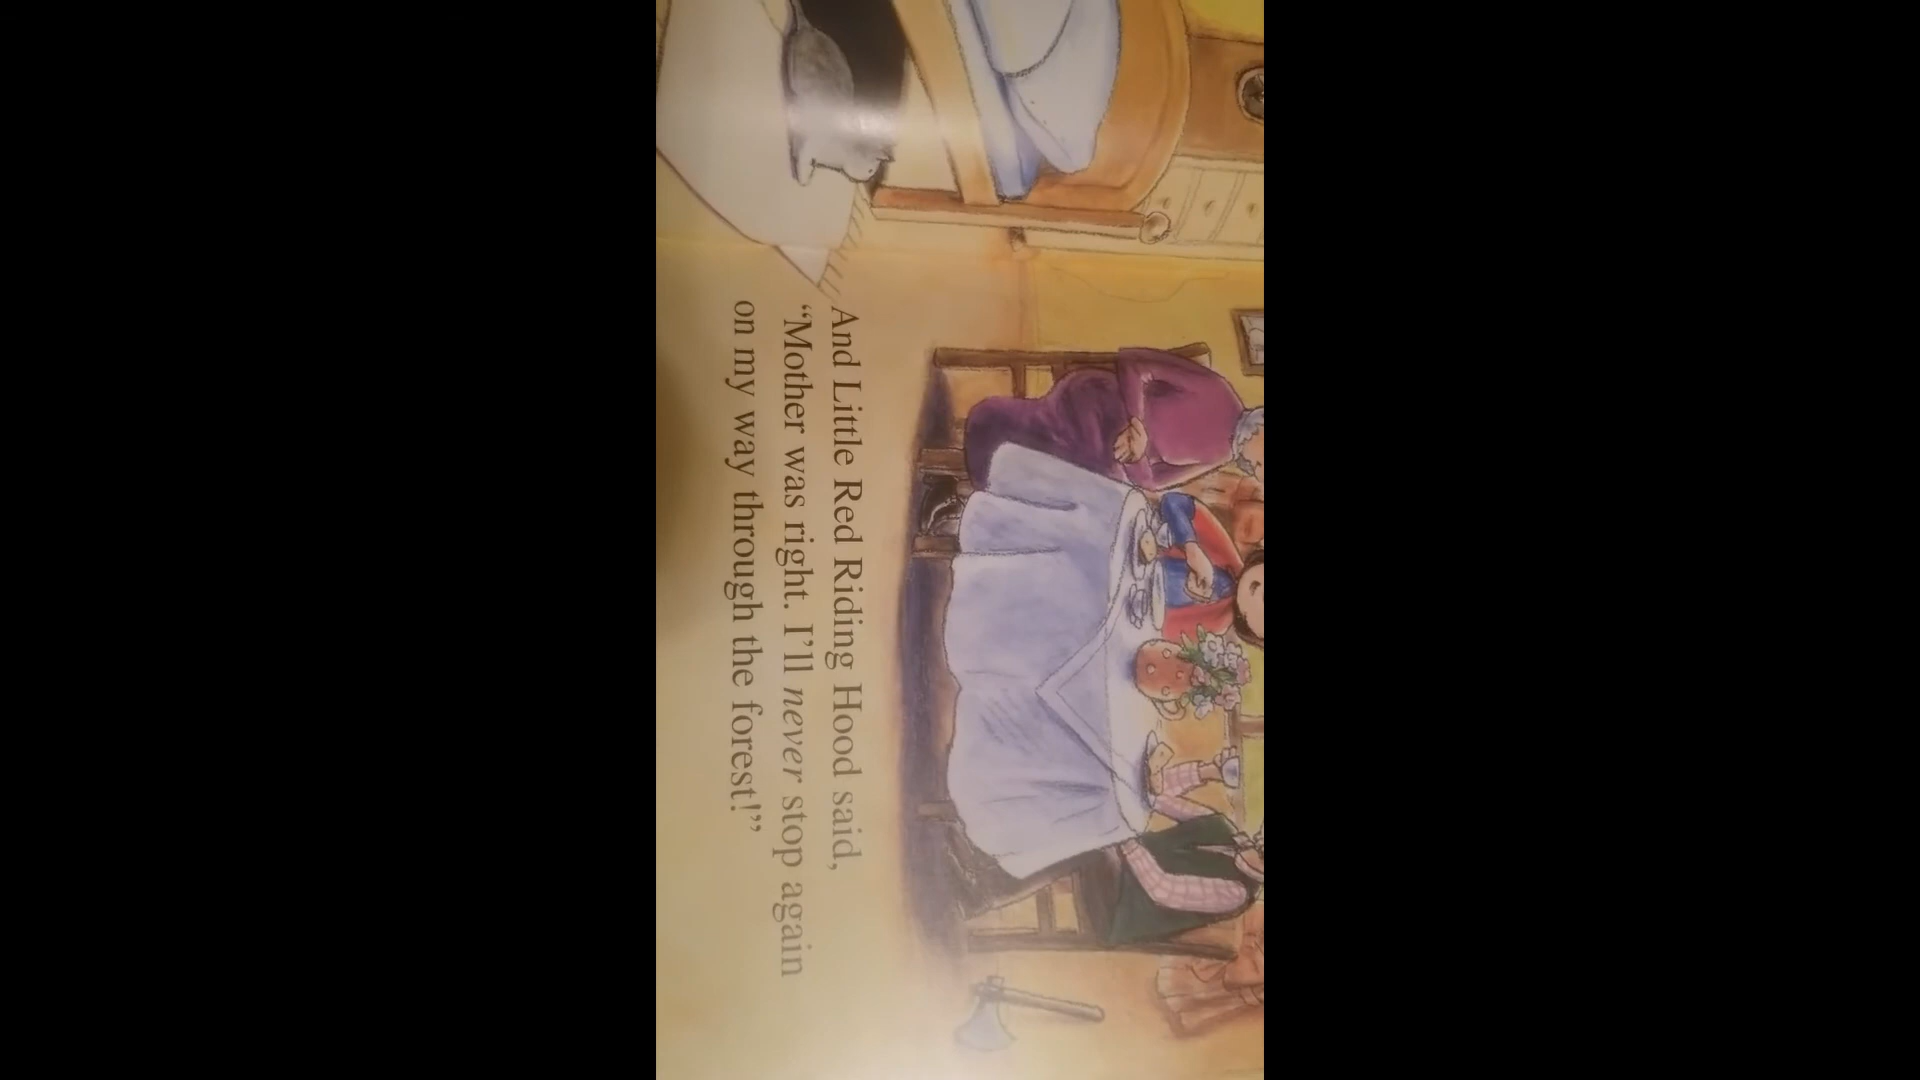 And Little Red Riding Hood said,
“Mother was right. I’ll never stop again
on my way through the forest!”